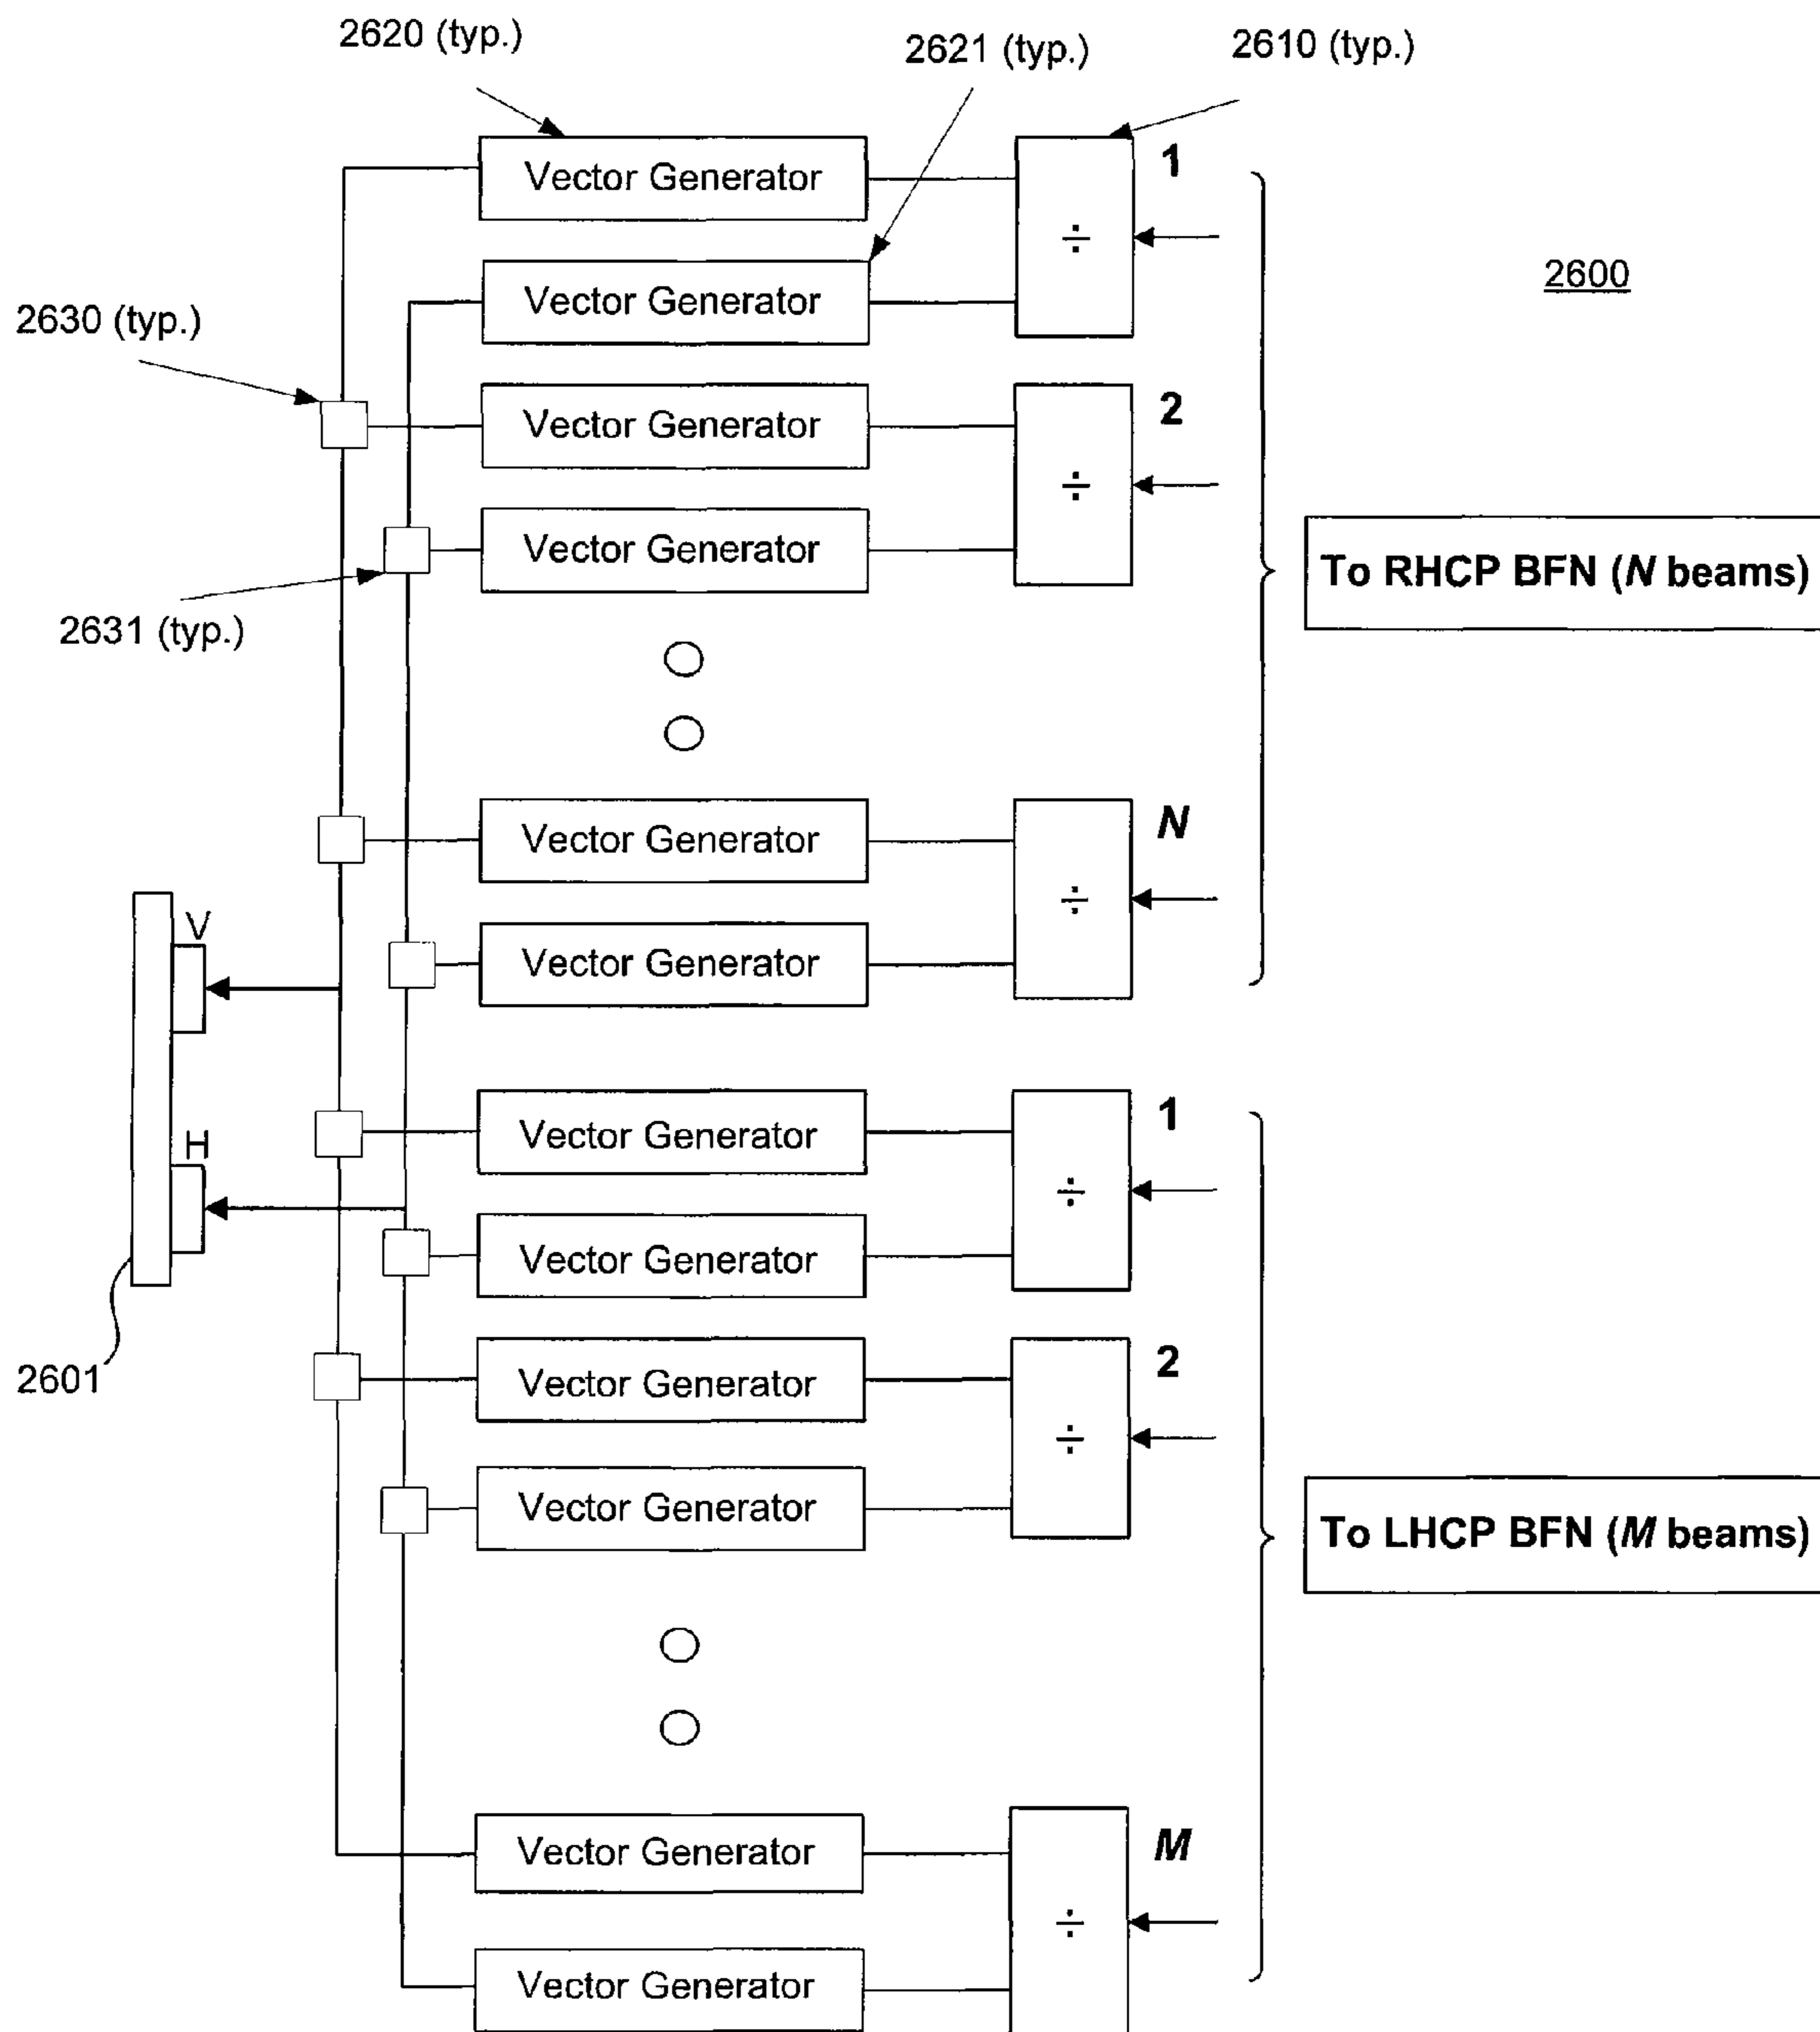 2620 (typ.)
2621 (typ.)
2610 (typ.)
Vector Generator
1
÷
Vector Generator
2600
2630 (typ.)
Vector Generator
2
÷
Vector Generator
To RHCP BFN (N beams)
2631 (typ.)
Vector Generator
N
÷
V
Vector Generator
Vector Generator
1
H
÷
Vector Generator
2601
Vector Generator
2
÷
Vector Generator
To LHCP BFN (M beams)
Vector Generator
M
÷
Vector Generator